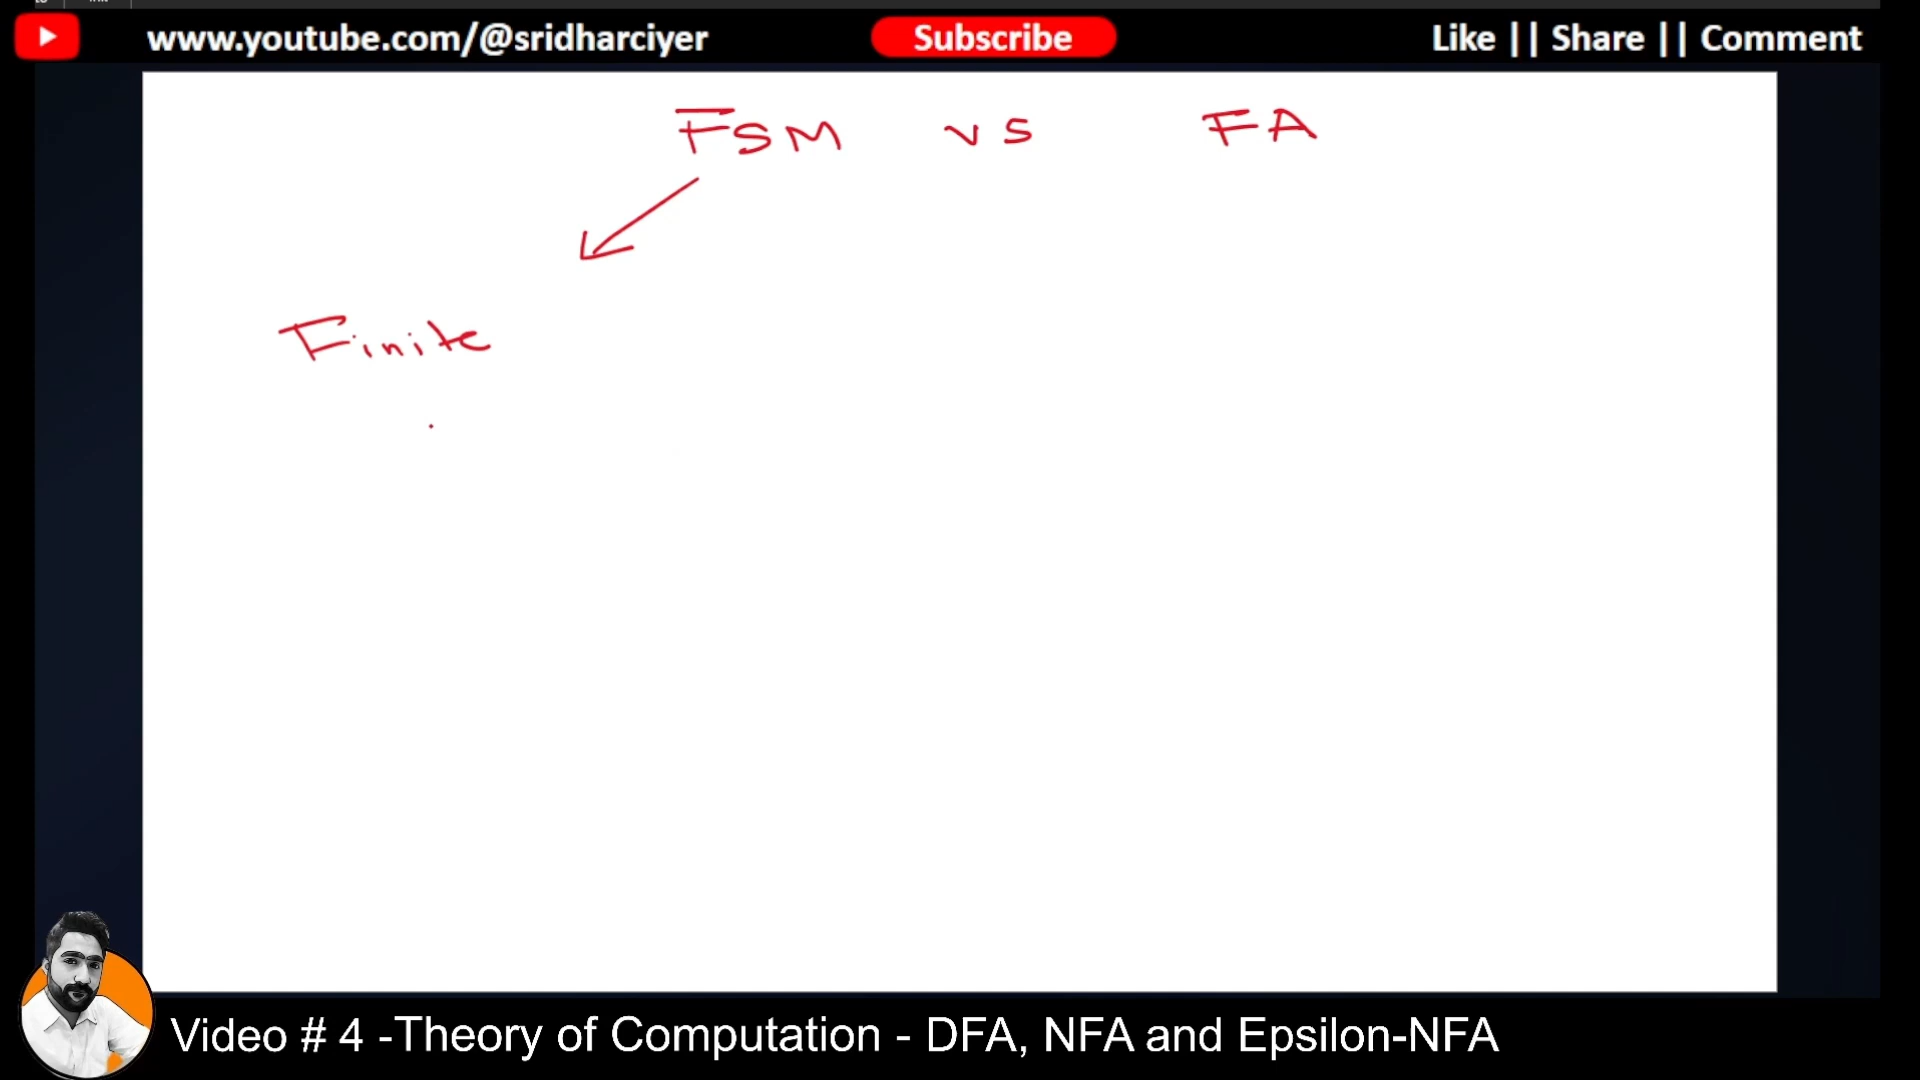 www.youtube.com/@sridharciyer Subscribe Like || Share || Comment
FSM vs FA
Finite
Video # 4 -Theory of Computation - DFA, NFA and Epsilon-NFA